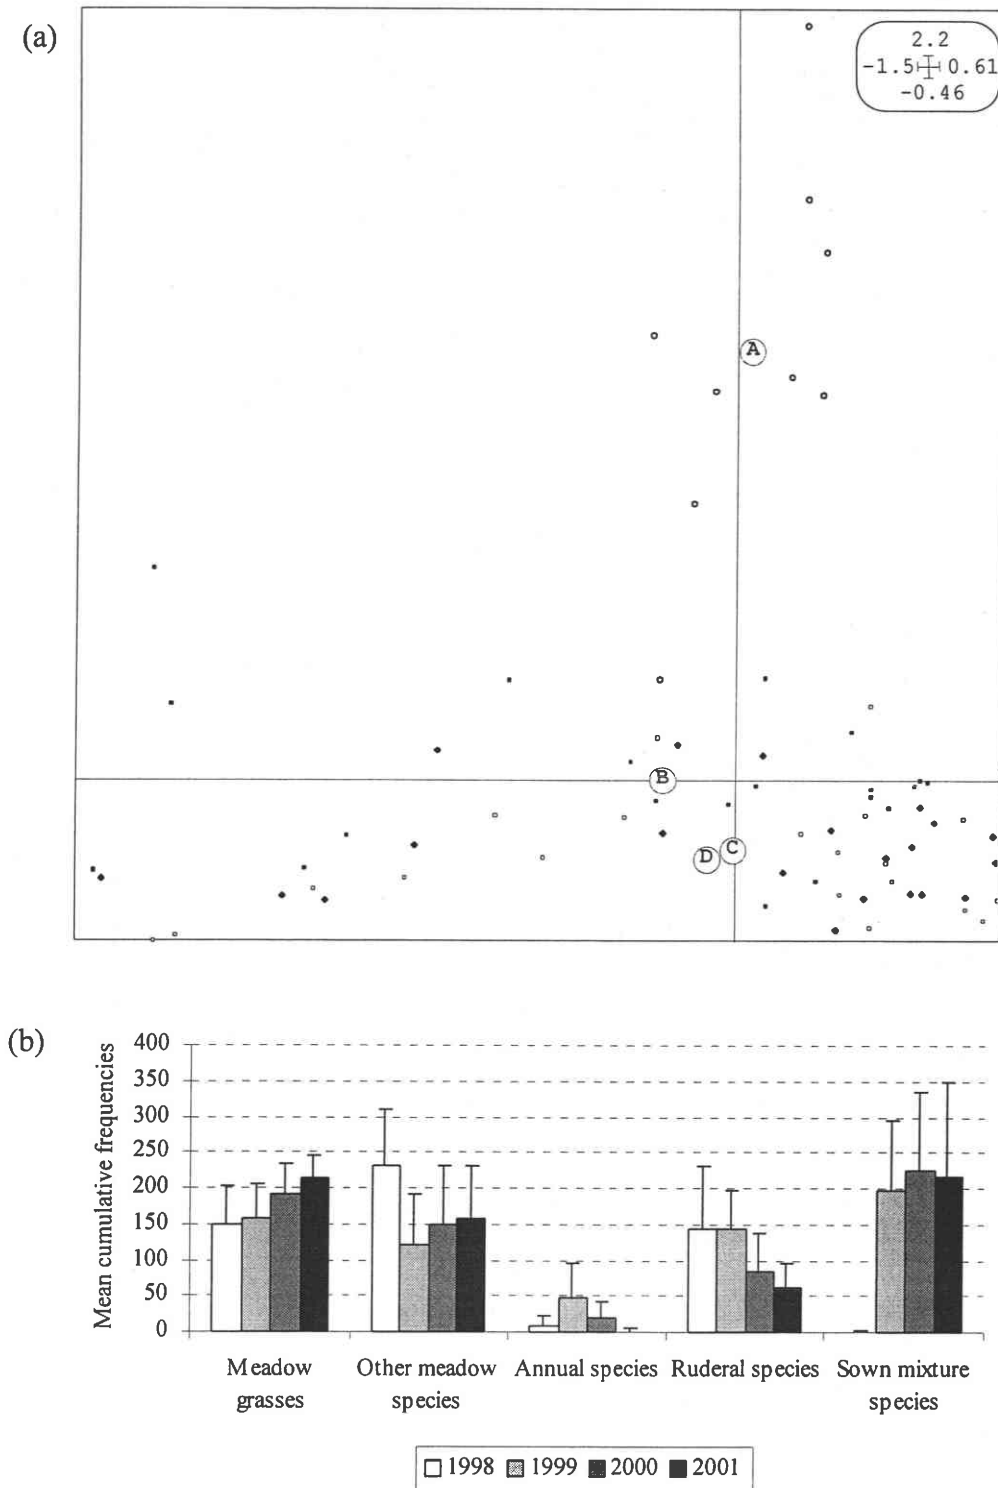 (a)
2.2
-1.5 0.61
-0.46
A
B
C
D
(b)
Mean cumulative frequencies
400
350
300
250
200
150
100
50
0
Meadow grasses
Other meadow species
Annual species
Ruderal species
Sown mixture species
1998 1999 2000 2001